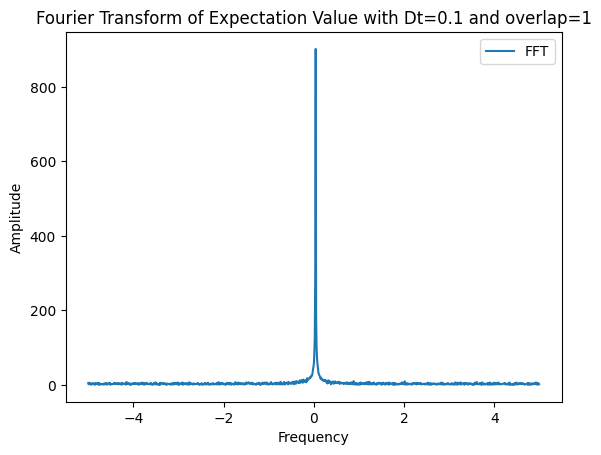 Fourier Transform of Expectation Value with Dt=0.1 and overlap=1
FFT
800
600
400
200
0
Amplitude
−4
−2
0
2
4
Frequency